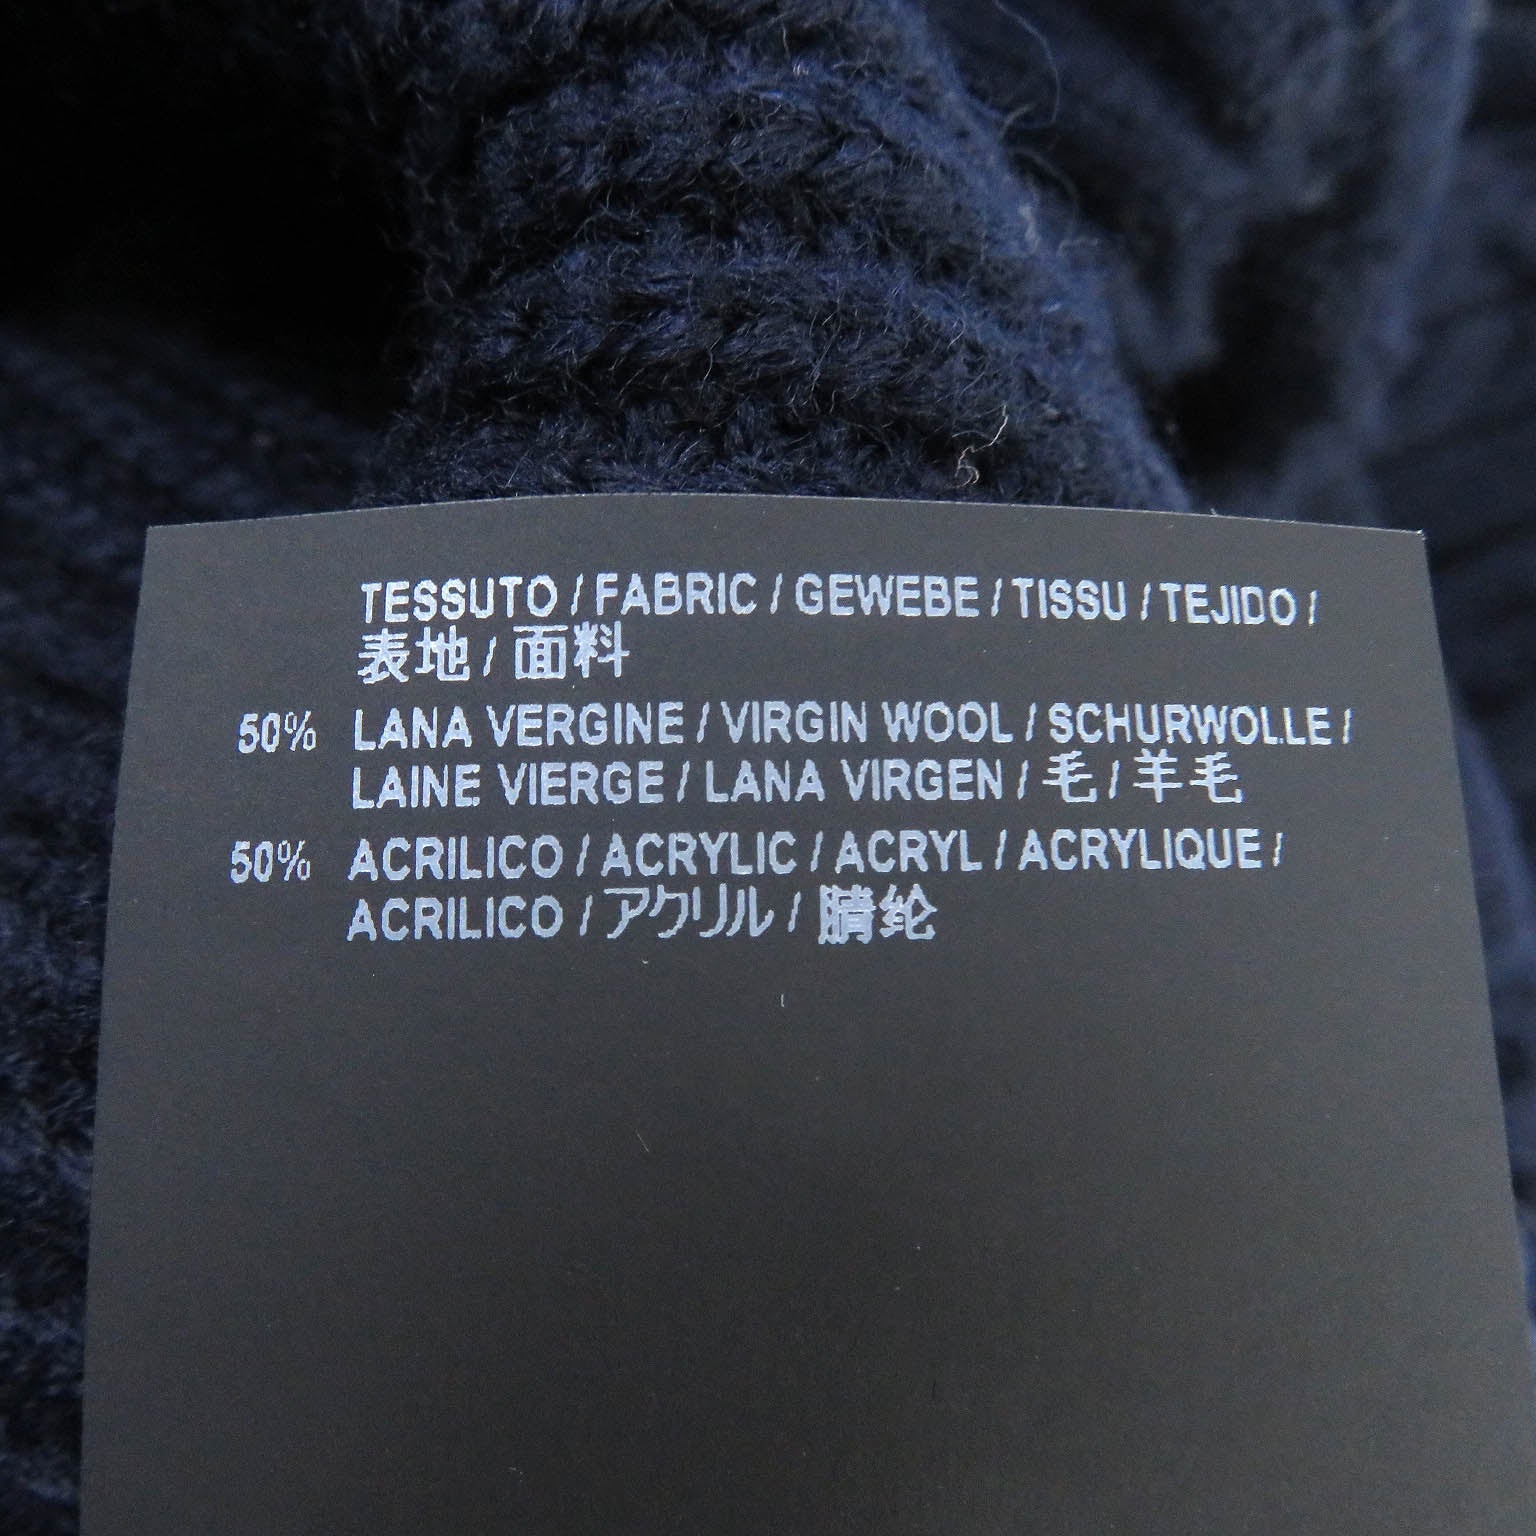 TESSUTO / FABRIC / GEWEBE / TISSU / TEJIDO /
表地 / 面料
50% LANA VERGINE / VIRGIN WOOL / SCHURWOLLE /
LAINE VIERGE / LANA VIRGEN / 毛 / 羊毛
50% ACRILICO / ACRYLIC / ACRYL / ACRYLIQUE /
ACRILICO / アクリル / 腈纶